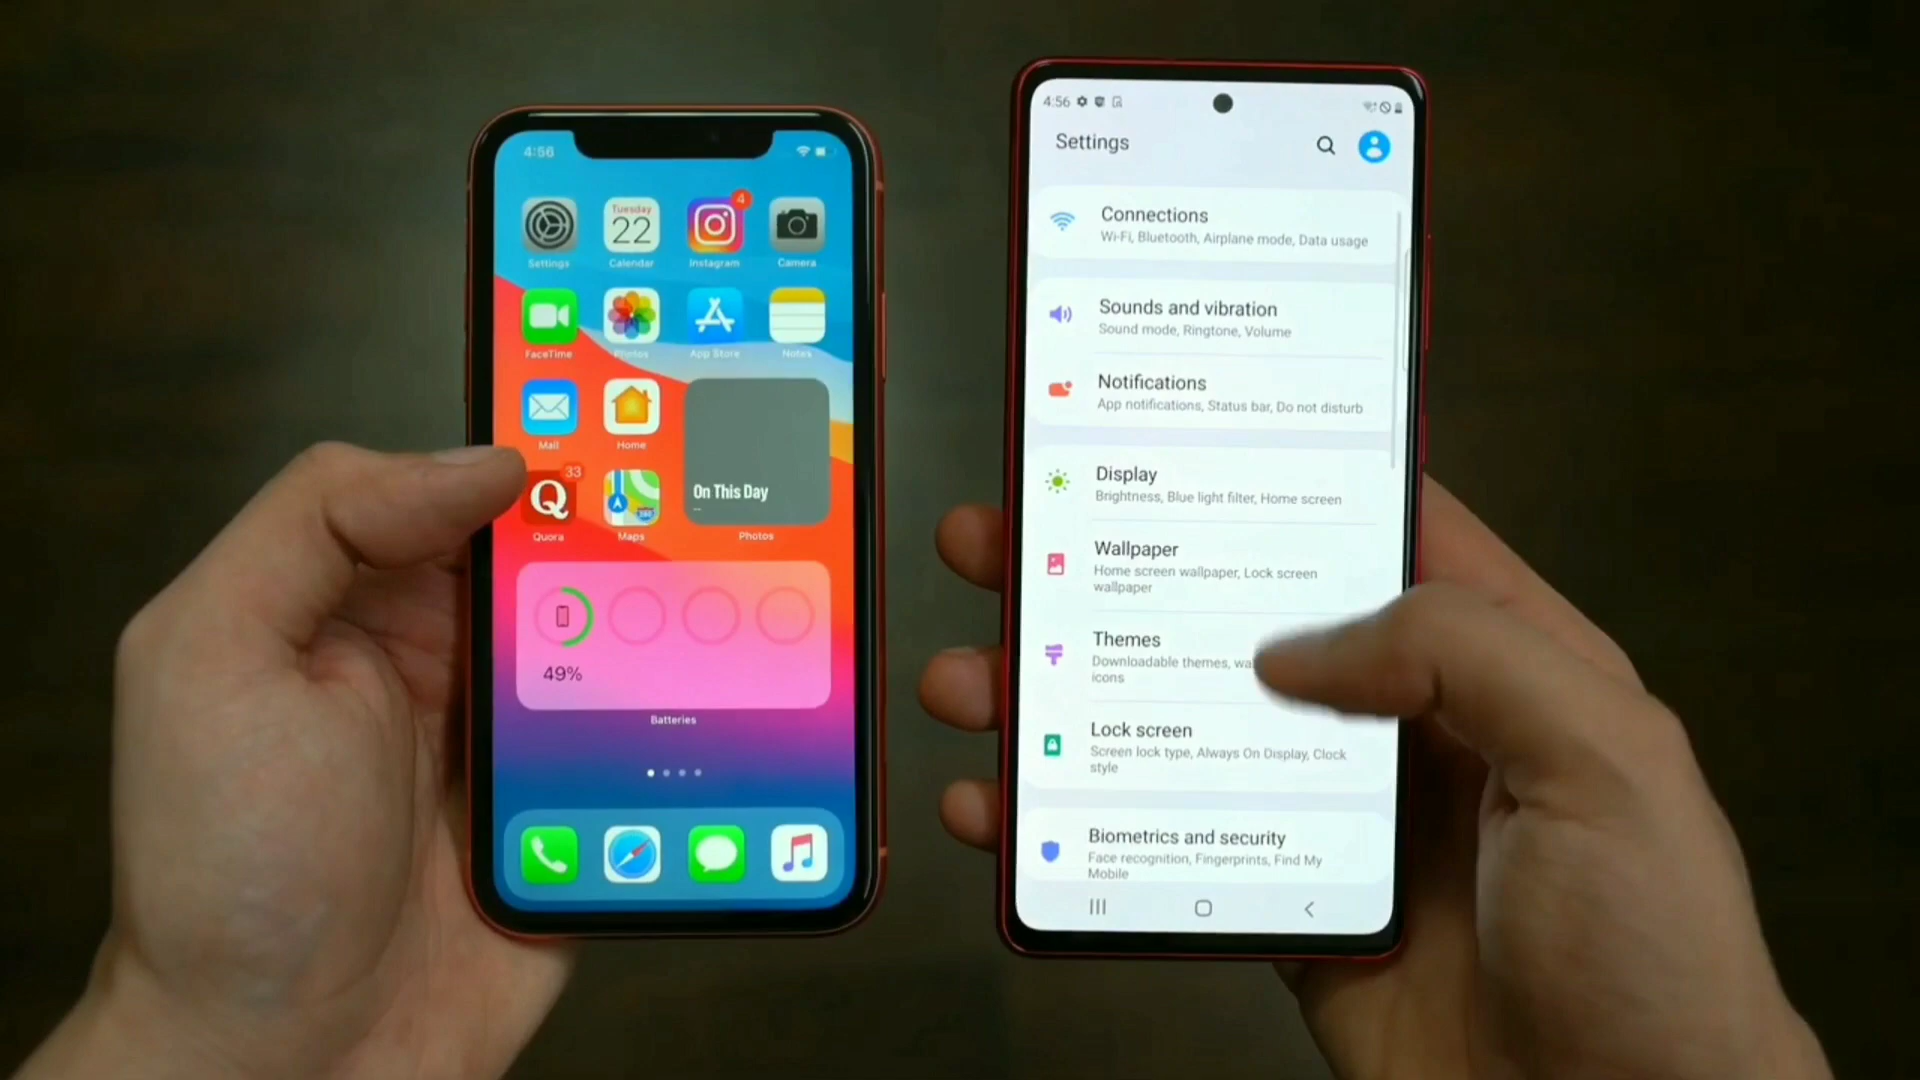 4:56
Tuesday
22
4
Settings
Calendar
Instagram
Camera
FaceTime
Photos
App Store
Notes
Mail
Home
On This Day
33
Q
Quora
Maps
Photos
49%
Batteries
4:56
Settings
Connections
Wi-Fi, Bluetooth, Airplane mode, Data usage
Sounds and vibration
Sound mode, Ringtone, Volume
Notifications
App notifications, Status bar, Do not disturb
Display
Brightness, Blue light filter, Home screen
Wallpaper
Home screen wallpaper, Lock screen
wallpaper
Themes
Downloadable themes,
icons
Lock screen
Screen lock type, Always On Display, Clock
style
Biometrics and security
Face recognition, Fingerprints, Find My
Mobile